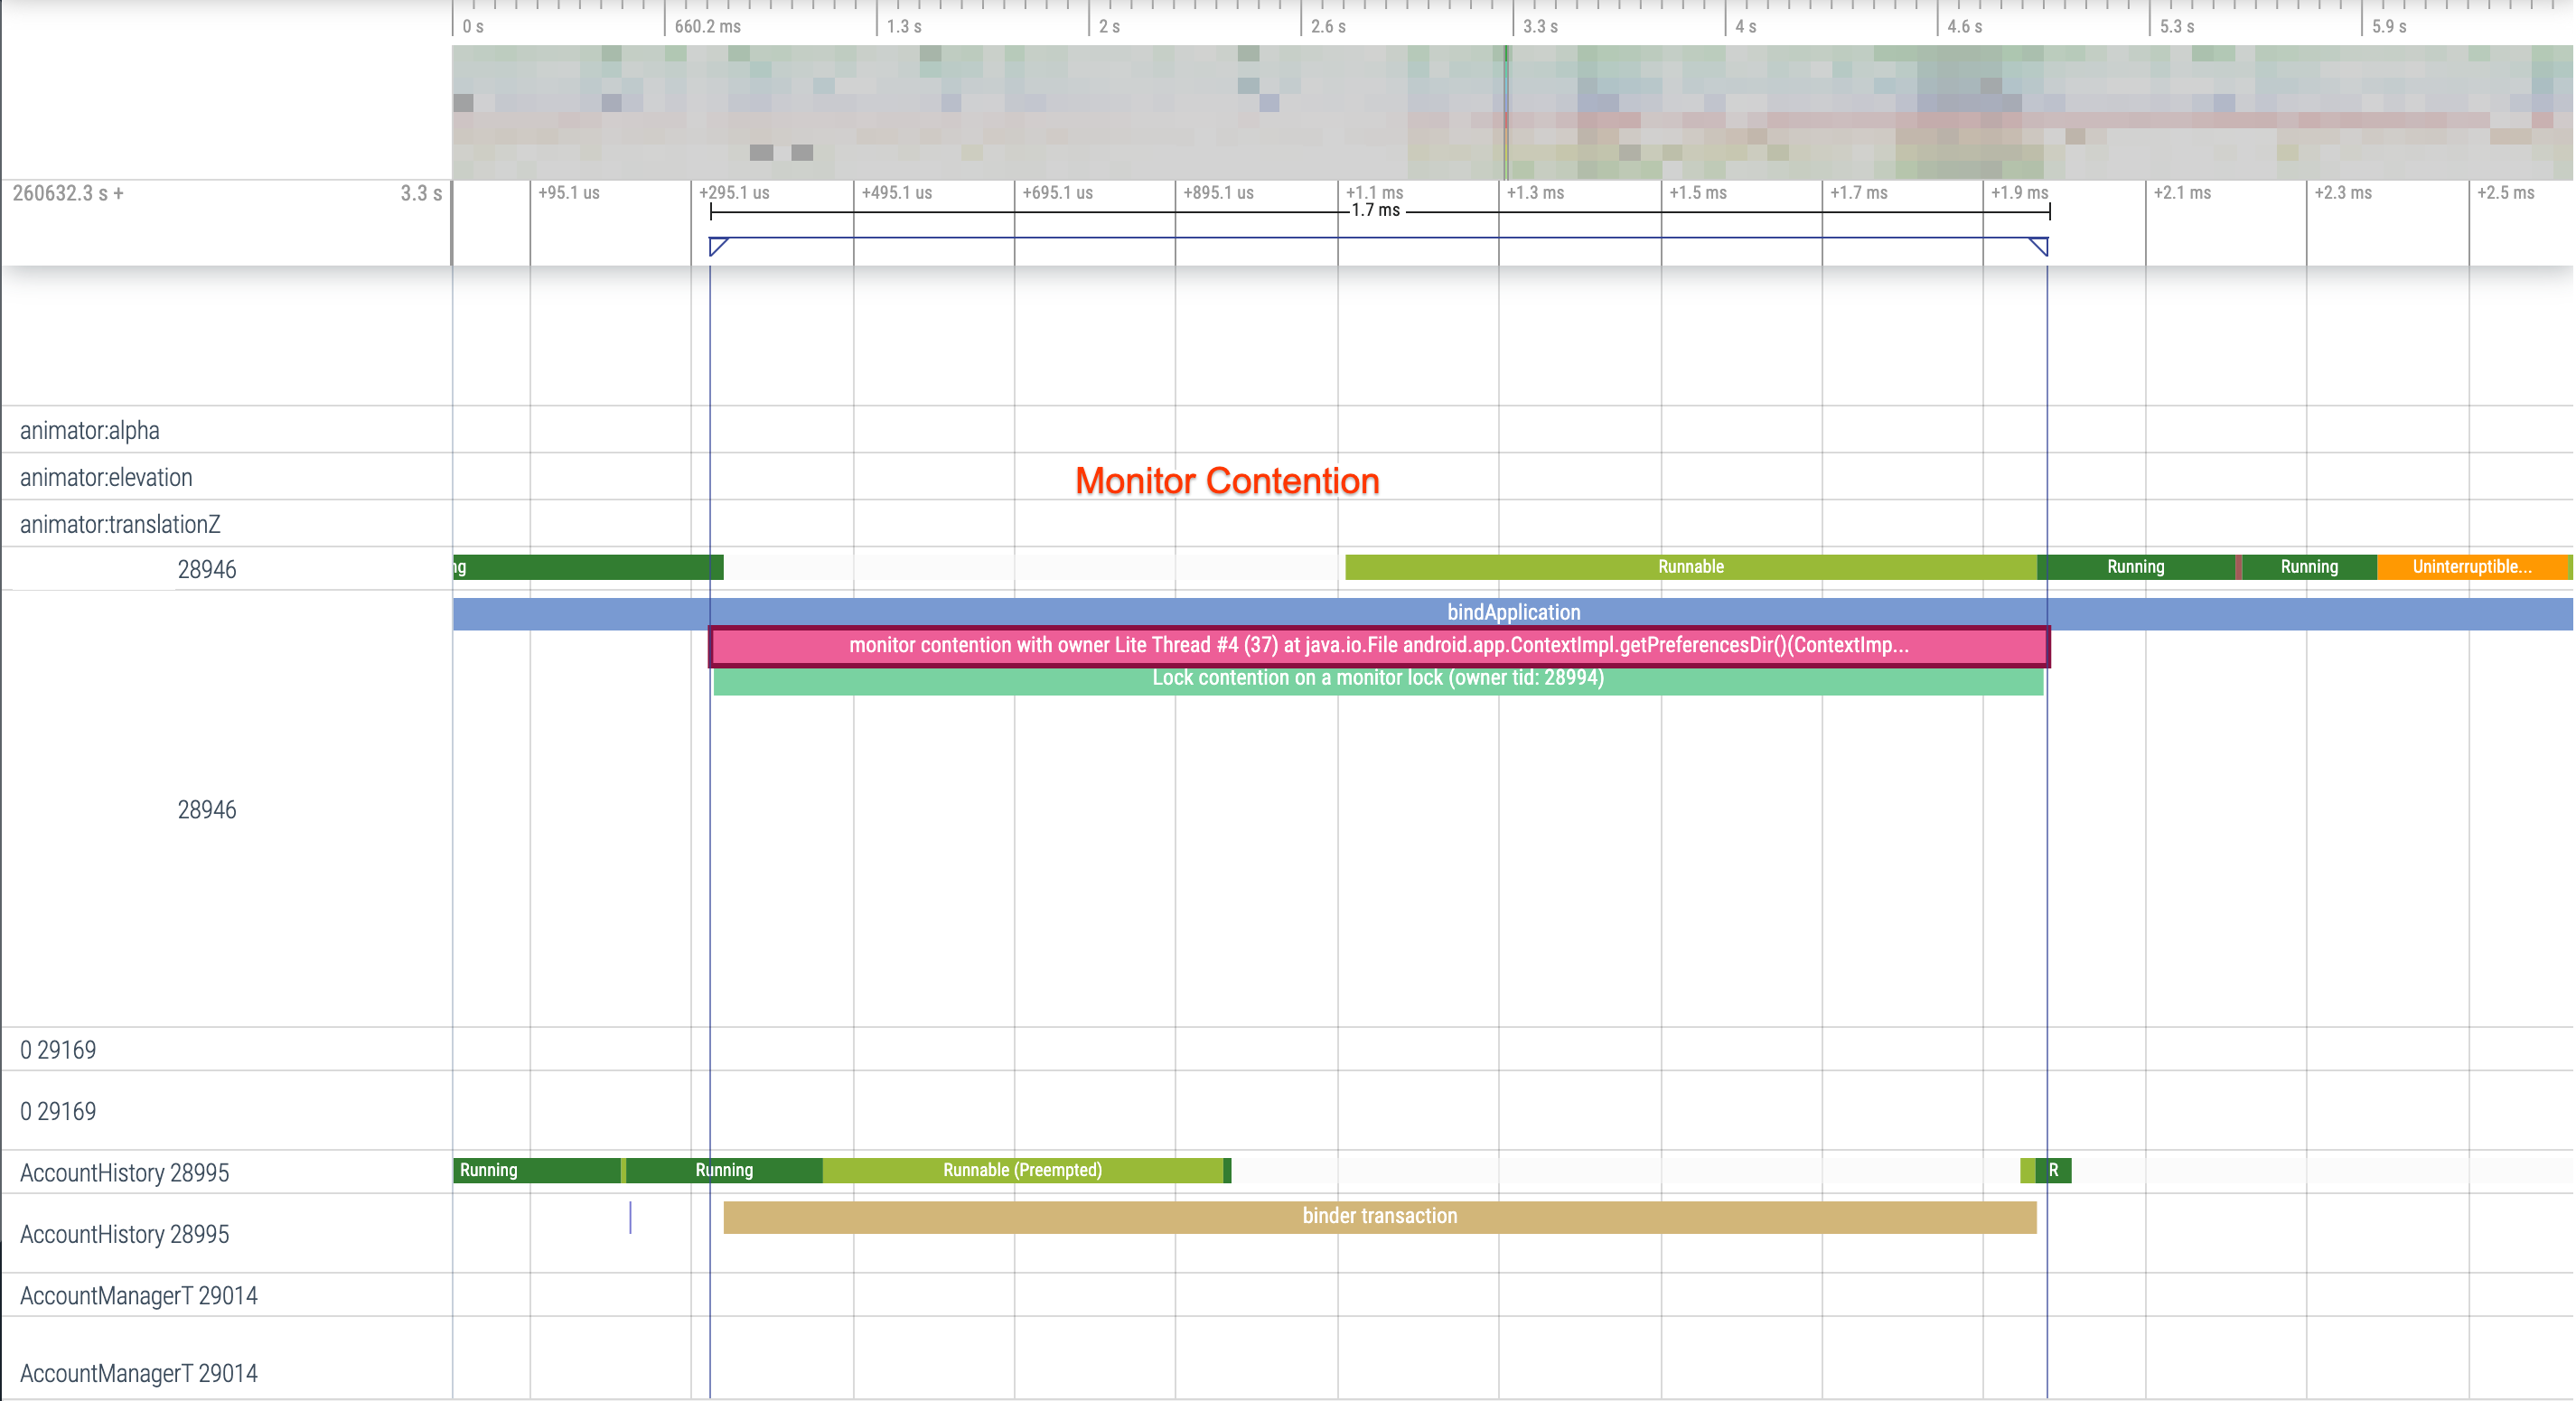 0 s 660.2 ms 1.3 s 2 s 2.6 s 3.3 s 4 s 4.6 s 5.3 s 5.9 s
260632.3 s + 3.3 s +95.1 us +295.1 us +495.1 us +695.1 us +895.1 us +1.1 ms +1.3 ms +1.5 ms +1.7 ms +1.9 ms +2.1 ms +2.3 ms +2.5 ms
1.7 ms
animator:alpha
animator:elevation
Monitor Contention
animator:translationZ
28946 ng Runnable Running Running Uninterruptible...
bindApplication
monitor contention with owner Lite Thread #4 (37) at java.io.File android.app.ContextImpl.getPreferencesDir()(ContextImp...
Lock contention on a monitor lock (owner tid: 28994)
28946
0 29169
0 29169
AccountHistory 28995 Running Running Runnable (Preempted) R
AccountHistory 28995 binder transaction
AccountManagerT 29014
AccountManagerT 29014